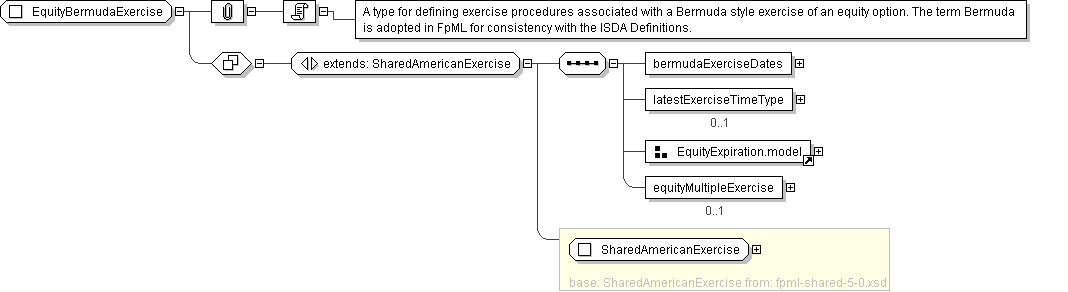 EquityBermudaExercise
A type for defining exercise procedures associated with a Bermuda style exercise of an equity option. The term Bermuda
is adopted in FpML for consistency with the ISDA Definitions.
extends: SharedAmericanExercise
bermudaExerciseDates
latestExerciseTimeType
0..1
EquityExpiration.model
equityMultipleExercise
0..1
SharedAmericanExercise
base: SharedAmericanExercise from: fpml-shared-5-0.xsd